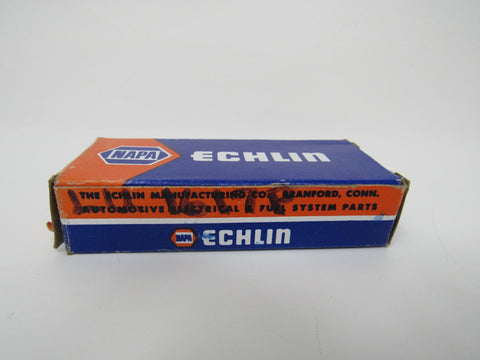 NAPA ECHLIN
THE ECHLIN MANUFACTURING CO., BRANFORD, CONN.
AUTOMOTIVE ELECTRICAL & FUEL SYSTEM PARTS
NAPA ECHLIN